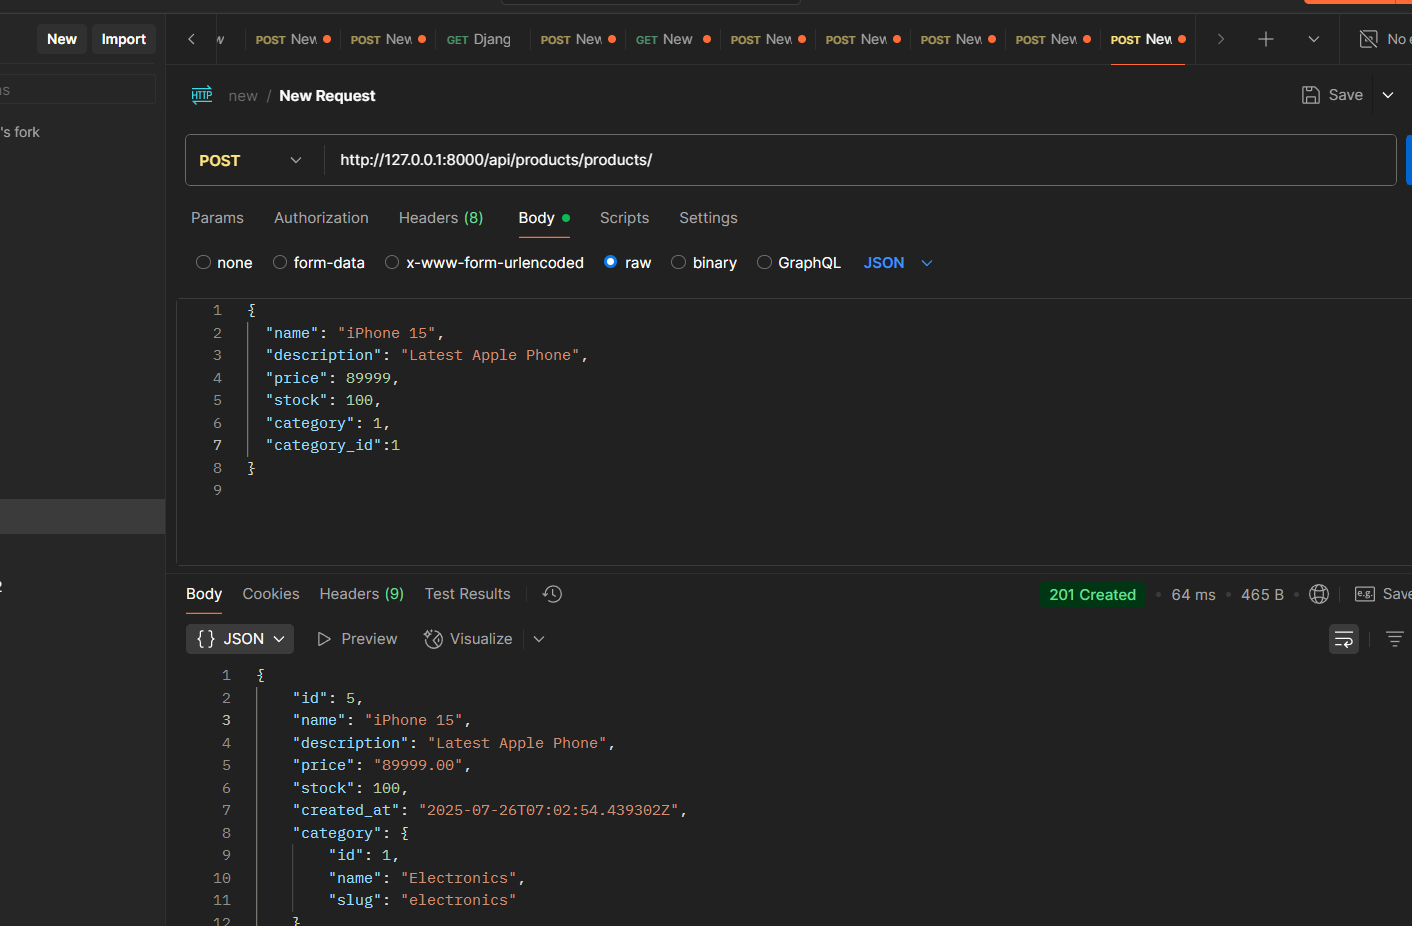 New Import w POST New POST New GET Djang POST New GET New POST New POST New POST New POST New POST New No e
HTTP new / New Request Save
's fork
POST http://127.0.0.1:8000/api/products/products/
Params Authorization Headers (8) Body Scripts Settings
none form-data x-www-form-urlencoded raw binary GraphQL JSON
1 {
2 "name": "iPhone 15",
3 "description": "Latest Apple Phone",
4 "price": 89999,
5 "stock": 100,
6 "category": 1,
7 "category_id":1
8 }
9
Body Cookies Headers (9) Test Results 201 Created • 64 ms • 465 B • e.g. Save
{} JSON Preview Visualize
1 {
2 "id": 5,
3 "name": "iPhone 15",
4 "description": "Latest Apple Phone",
5 "price": "89999.00",
6 "stock": 100,
7 "created_at": "2025-07-26T07:02:54.439302Z",
8 "category": {
9 "id": 1,
10 "name": "Electronics",
11 "slug": "electronics"
12 }